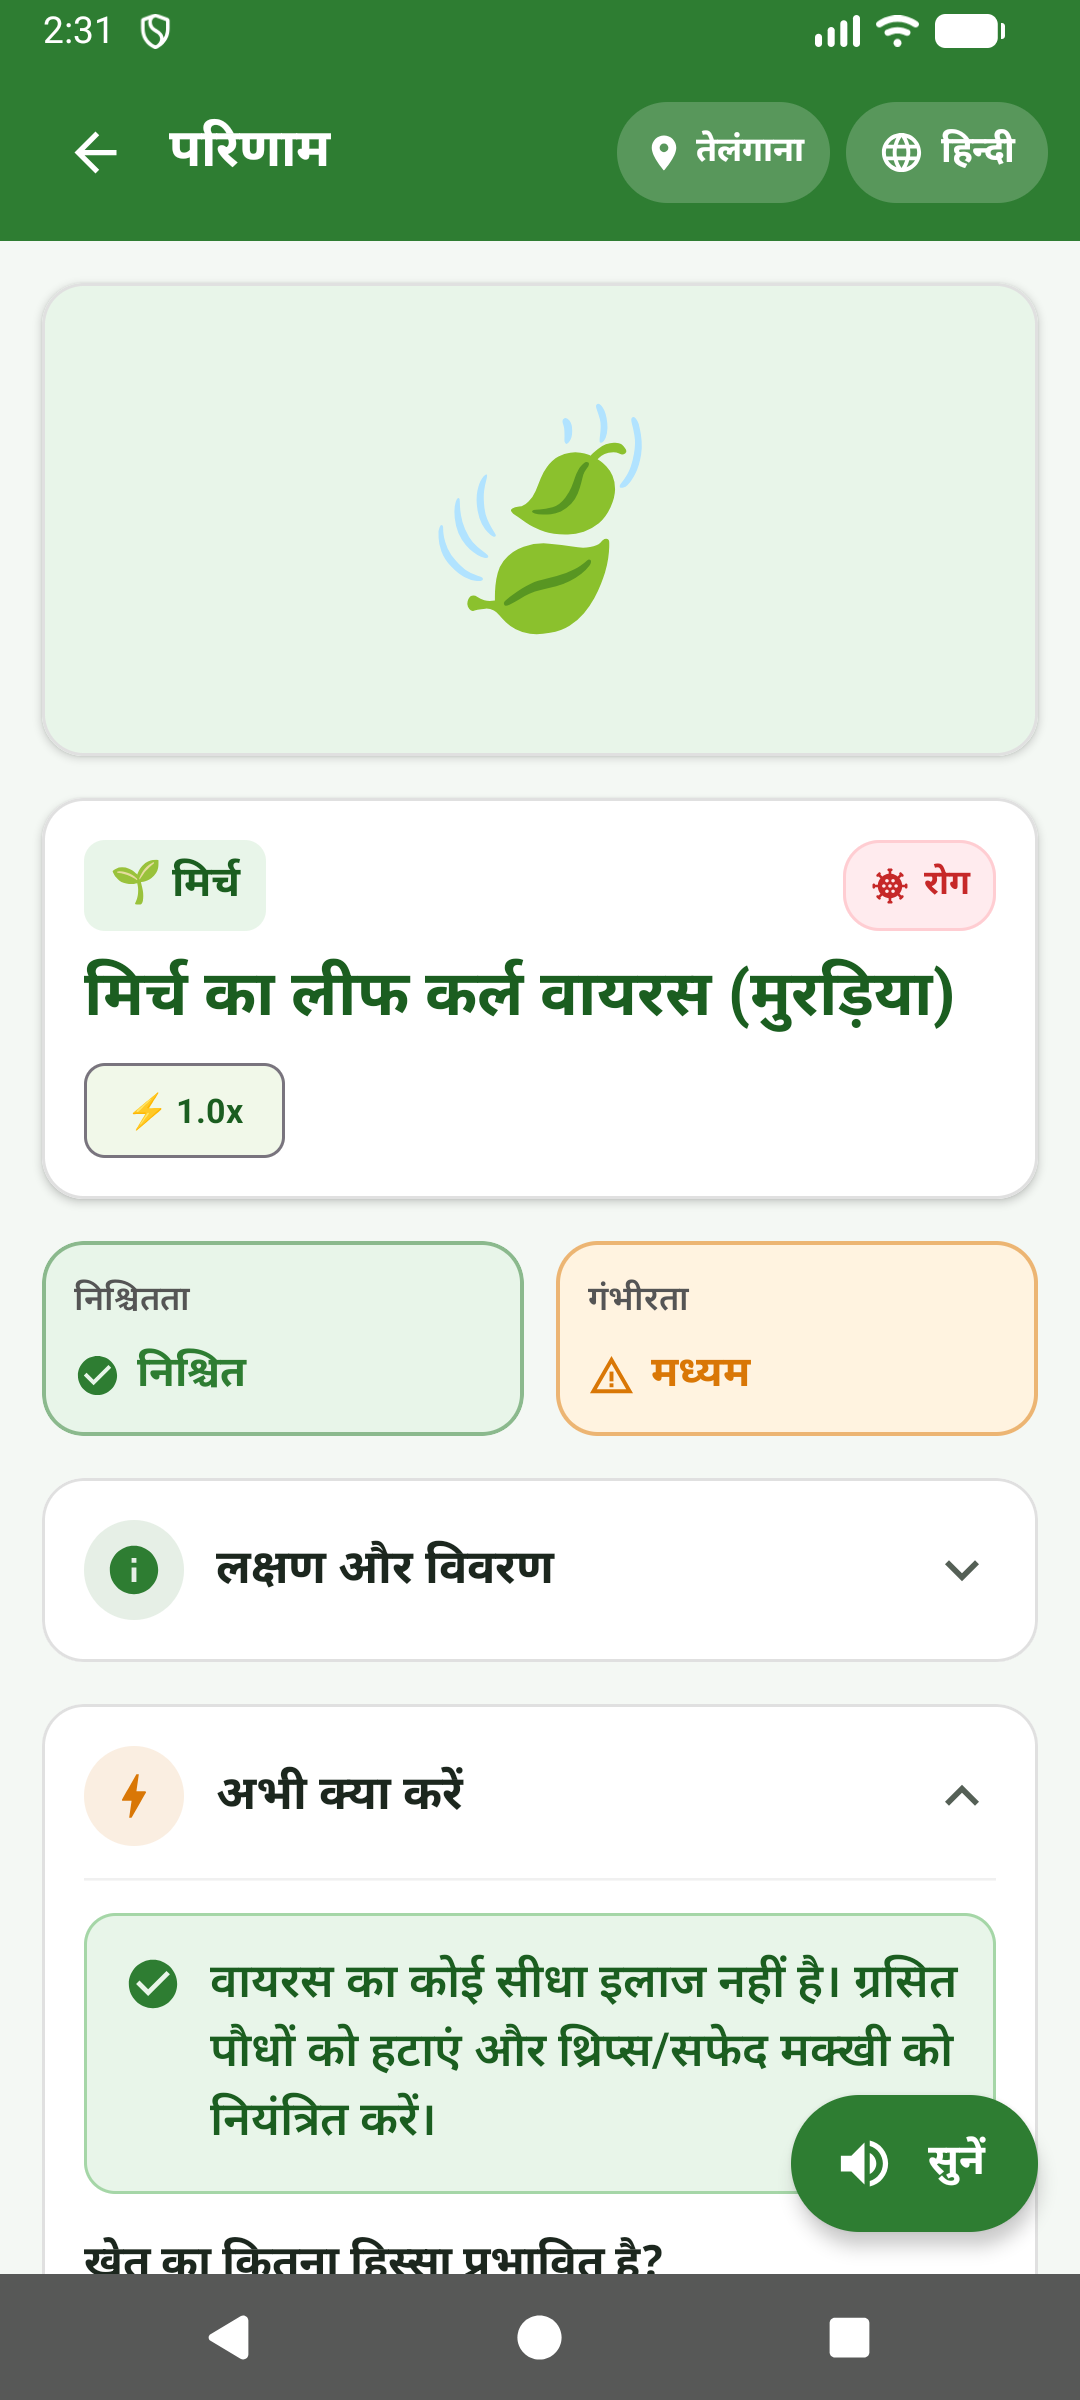 2:31
परिणाम
तेलंगाना
हिन्दी
मिर्च
रोग
मिर्च का लीफ कर्ल वायरस (मुरड़िया)
⚡ 1.0x
निश्चितता
निश्चित
गंभीरता
मध्यम
लक्षण और विवरण
अभी क्या करें
वायरस का कोई सीधा इलाज नहीं है। ग्रसित
पौधों को हटाएं और थ्रिप्स/सफेद मक्खी को
नियंत्रित करें।
सुनें
खेत का कितना हिस्सा प्रभावित है?